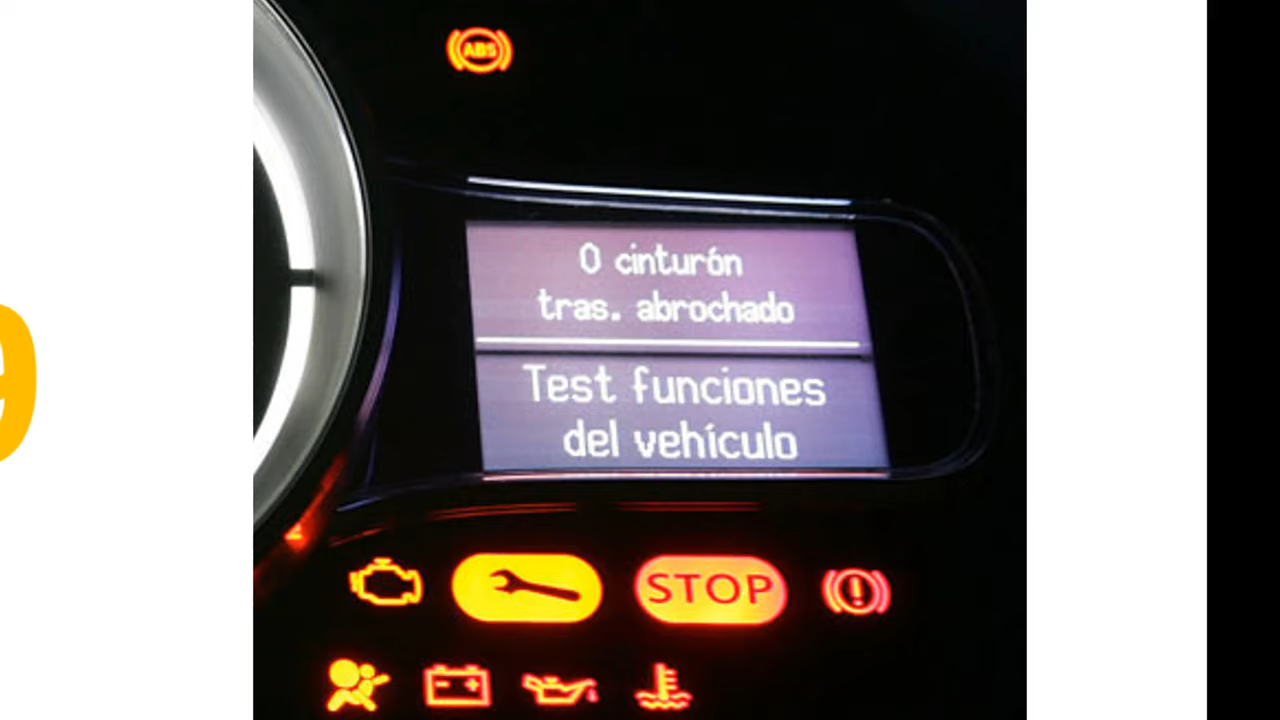 ABS
0 cinturón
tras. abrochado
Test funciones
del vehículo
STOP